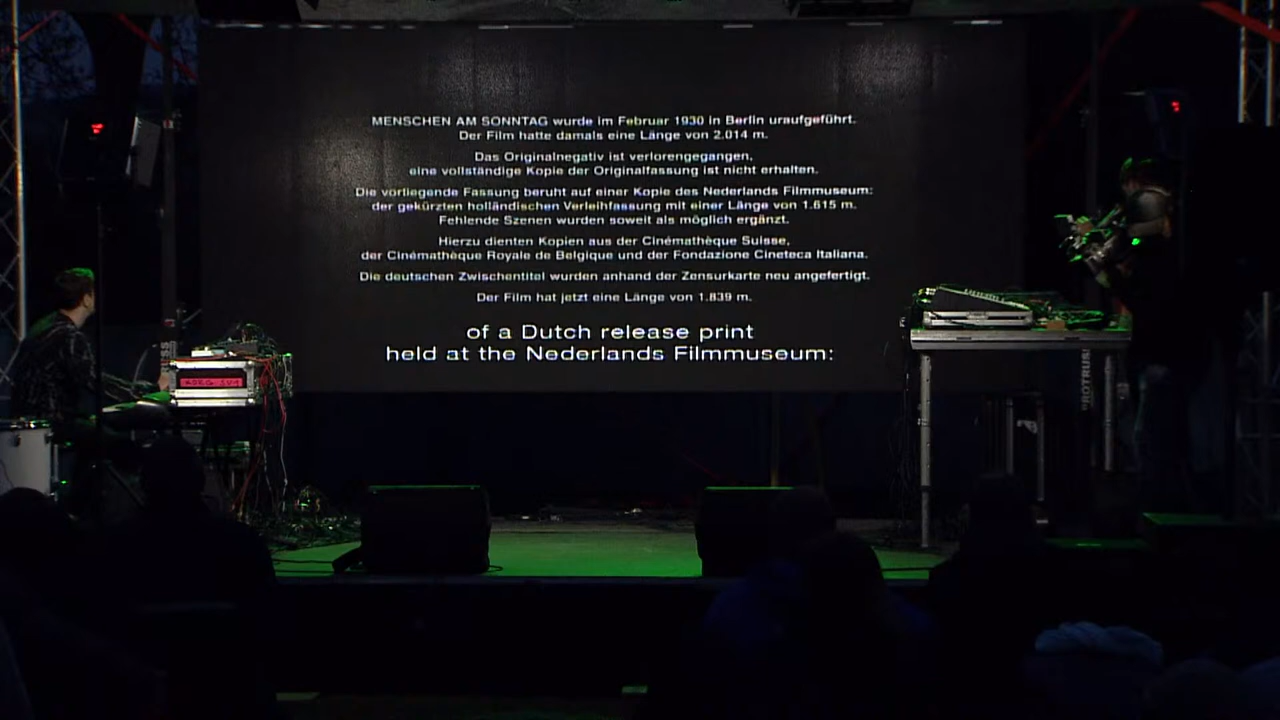 MENSCHEN AM SONNTAG wurde im Februar 1930 in Berlin uraufgeführt.
Der Film hatte damals eine Länge von 2.014 m.
Das Originalnegativ ist verlorengegangen,
eine vollständige Kopie der Originalfassung ist nicht erhalten.
Die vorliegende Fassung beruht auf einer Kopie des Nederlands Filmmuseum:
der gekürzten holländischen Verleihfassung mit einer Länge von 1.615 m.
Fehlende Szenen wurden soweit als möglich ergänzt.
Hierzu dienten Kopien aus der Cinémathèque Suisse,
der Cinémathèque Royale de Belgique und der Fondazione Cineteca Italiana.
Die deutschen Zwischentitel wurden anhand der Zensurkarte neu angefertigt.
Der Film hat jetzt eine Länge von 1.839 m.
of a Dutch release print
held at the Nederlands Filmmuseum:
KORG SV1